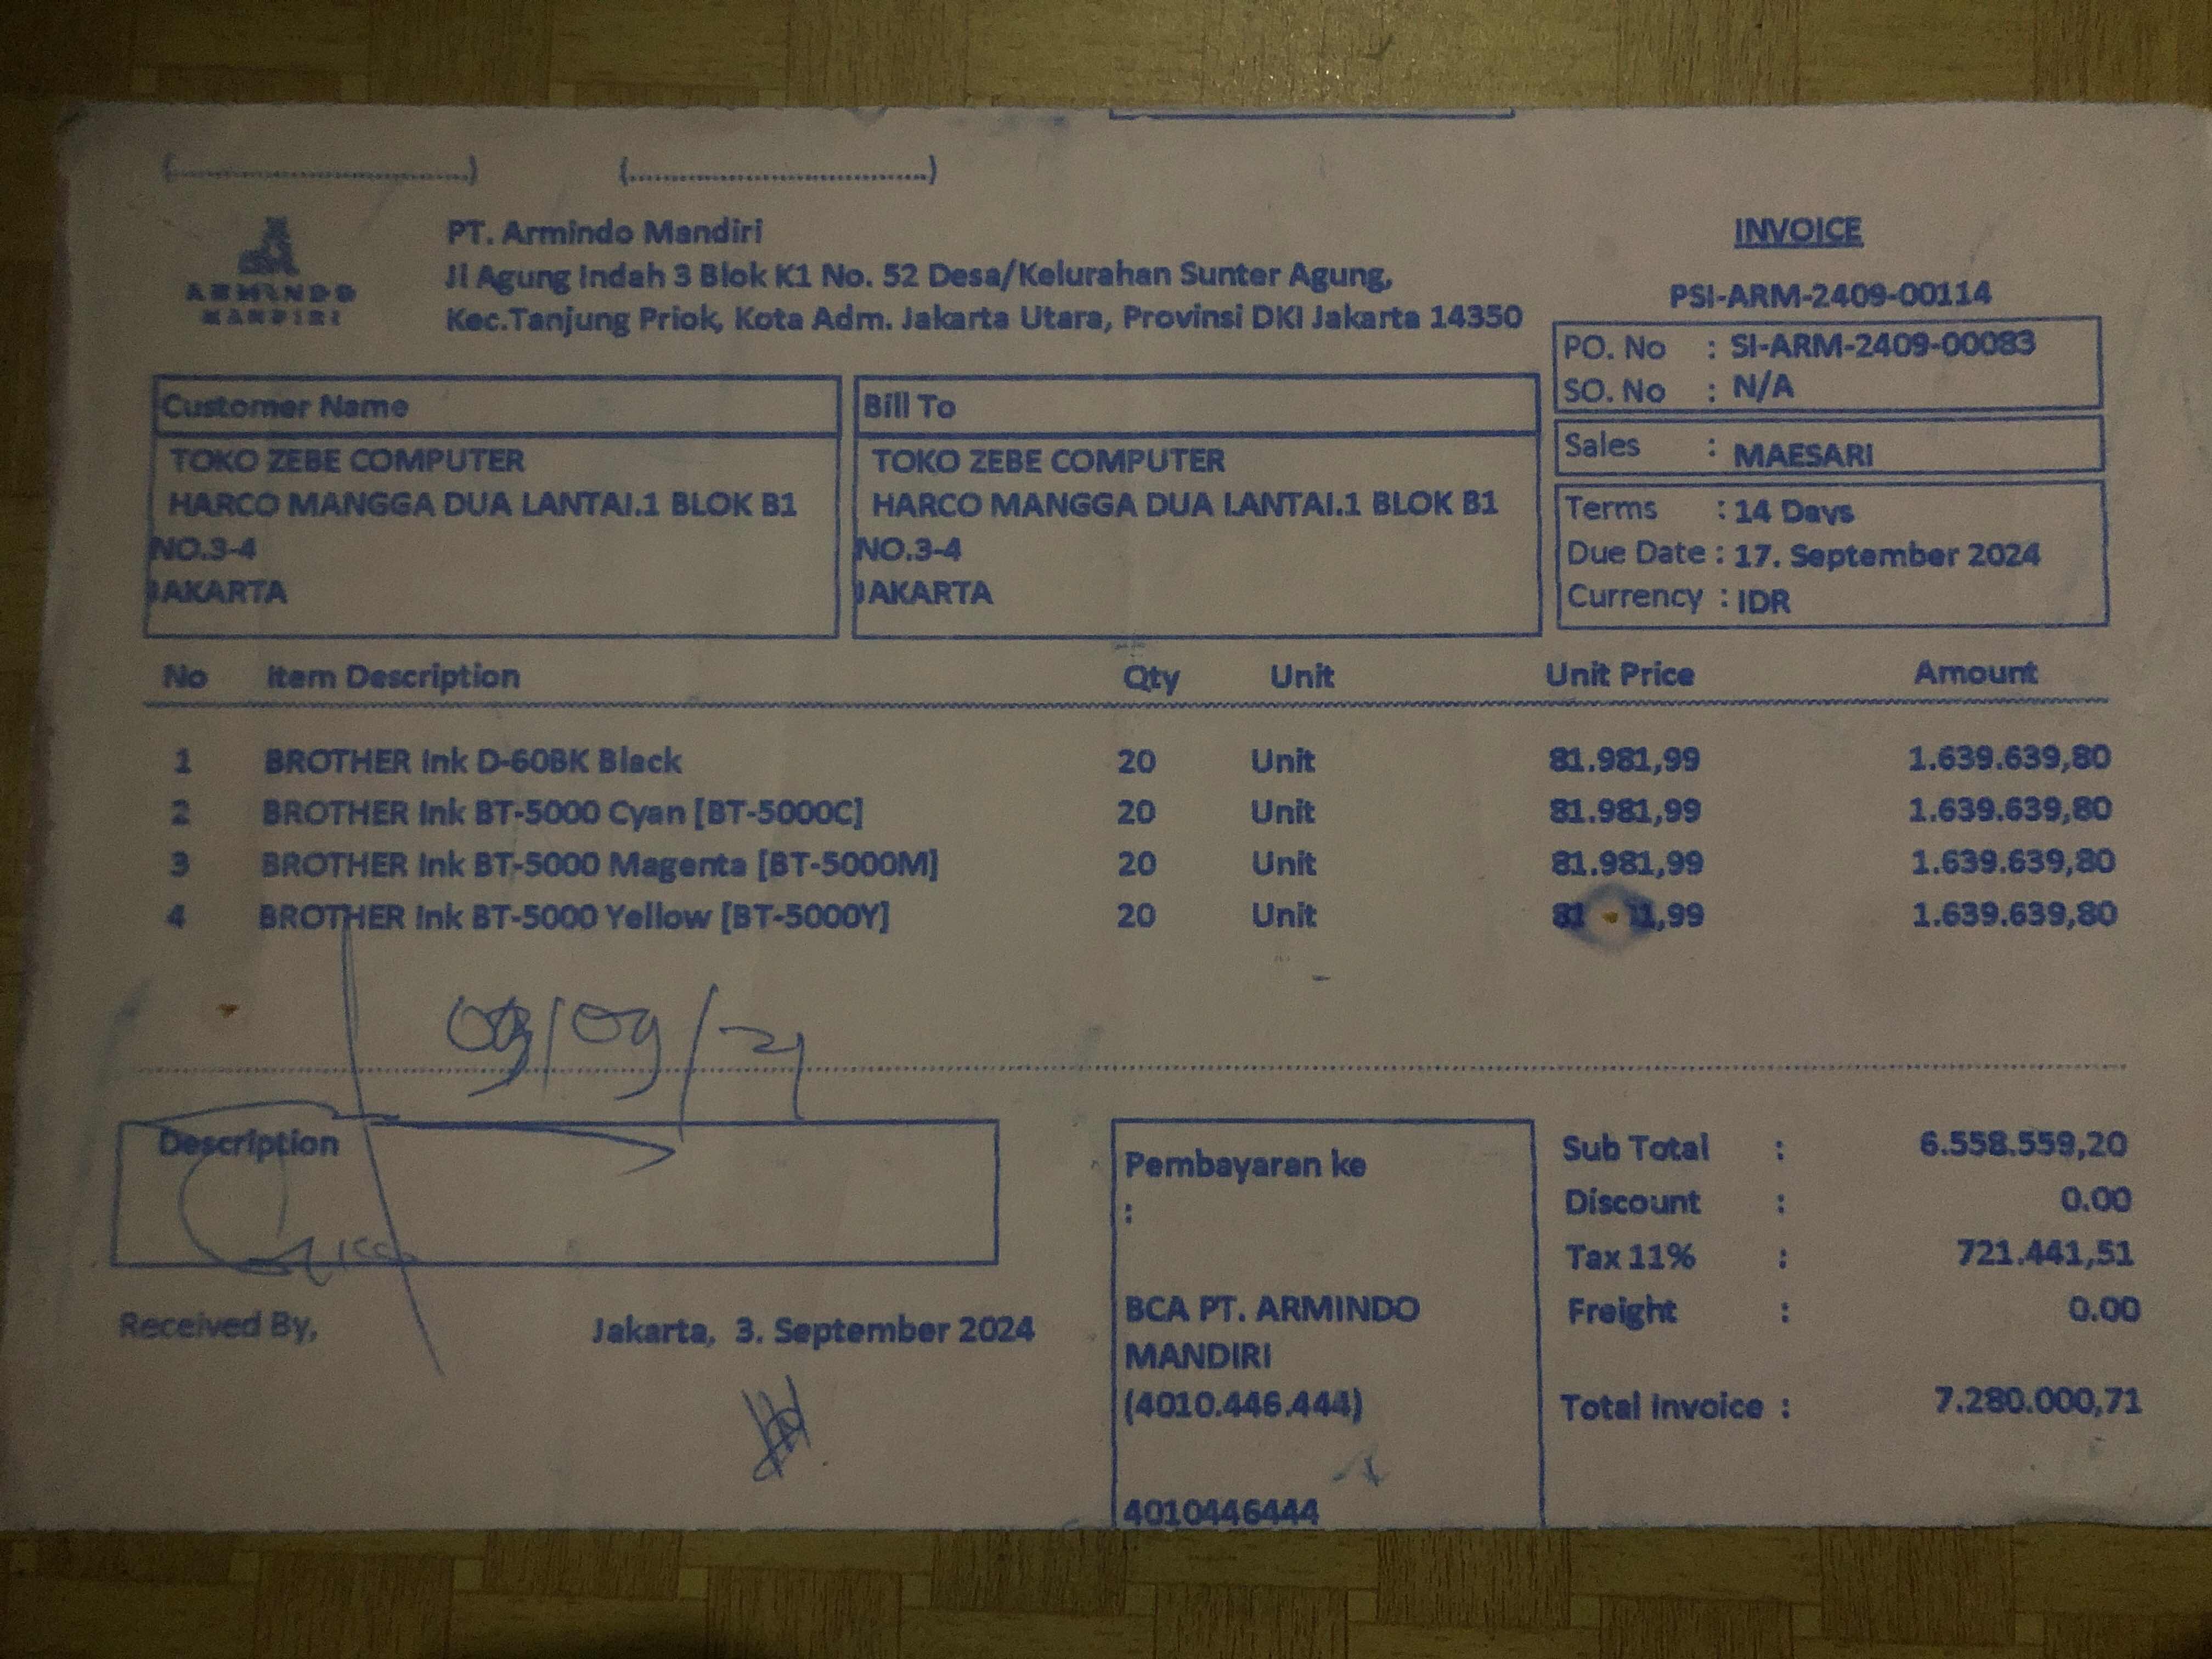 (..............................) (..............................)
ARMINDO
MANDIRI
PT. Armindo Mandiri
Jl Agung Indah 3 Blok K1 No. 52 Desa/Kelurahan Sunter Agung,
Kec.Tanjung Priok, Kota Adm. Jakarta Utara, Provinsi DKI Jakarta 14350
INVOICE
PSI-ARM-2409-00114
PO. No : SI-ARM-2409-00083
SO. No : N/A
Sales : MAESARI
Terms : 14 Days
Due Date : 17. September 2024
Currency : IDR
Customer Name
TOKO ZEBE COMPUTER
HARCO MANGGA DUA LANTAI.1 BLOK B1
NO.3-4
JAKARTA
Bill To
TOKO ZEBE COMPUTER
HARCO MANGGA DUA LANTAI.1 BLOK B1
NO.3-4
JAKARTA
No Item Description Qty Unit Unit Price Amount
1 BROTHER Ink D-60BK Black 20 Unit 81.981,99 1.639.639,80
2 BROTHER Ink BT-5000 Cyan [BT-5000C] 20 Unit 81.981,99 1.639.639,80
3 BROTHER Ink BT-5000 Magenta [BT-5000M] 20 Unit 81.981,99 1.639.639,80
4 BROTHER Ink BT-5000 Yellow [BT-5000Y] 20 Unit 1.639.639,80
Description
Received By,
Jakarta, 3. September 2024
Pembayaran ke
:
BCA PT. ARMINDO
MANDIRI
(4010.446.444)
4010446444
Sub Total : 6.558.559,20
Discount : 0.00
Tax 11% : 721.441,51
Freight : 0.00
Total Invoice : 7.280.000,71